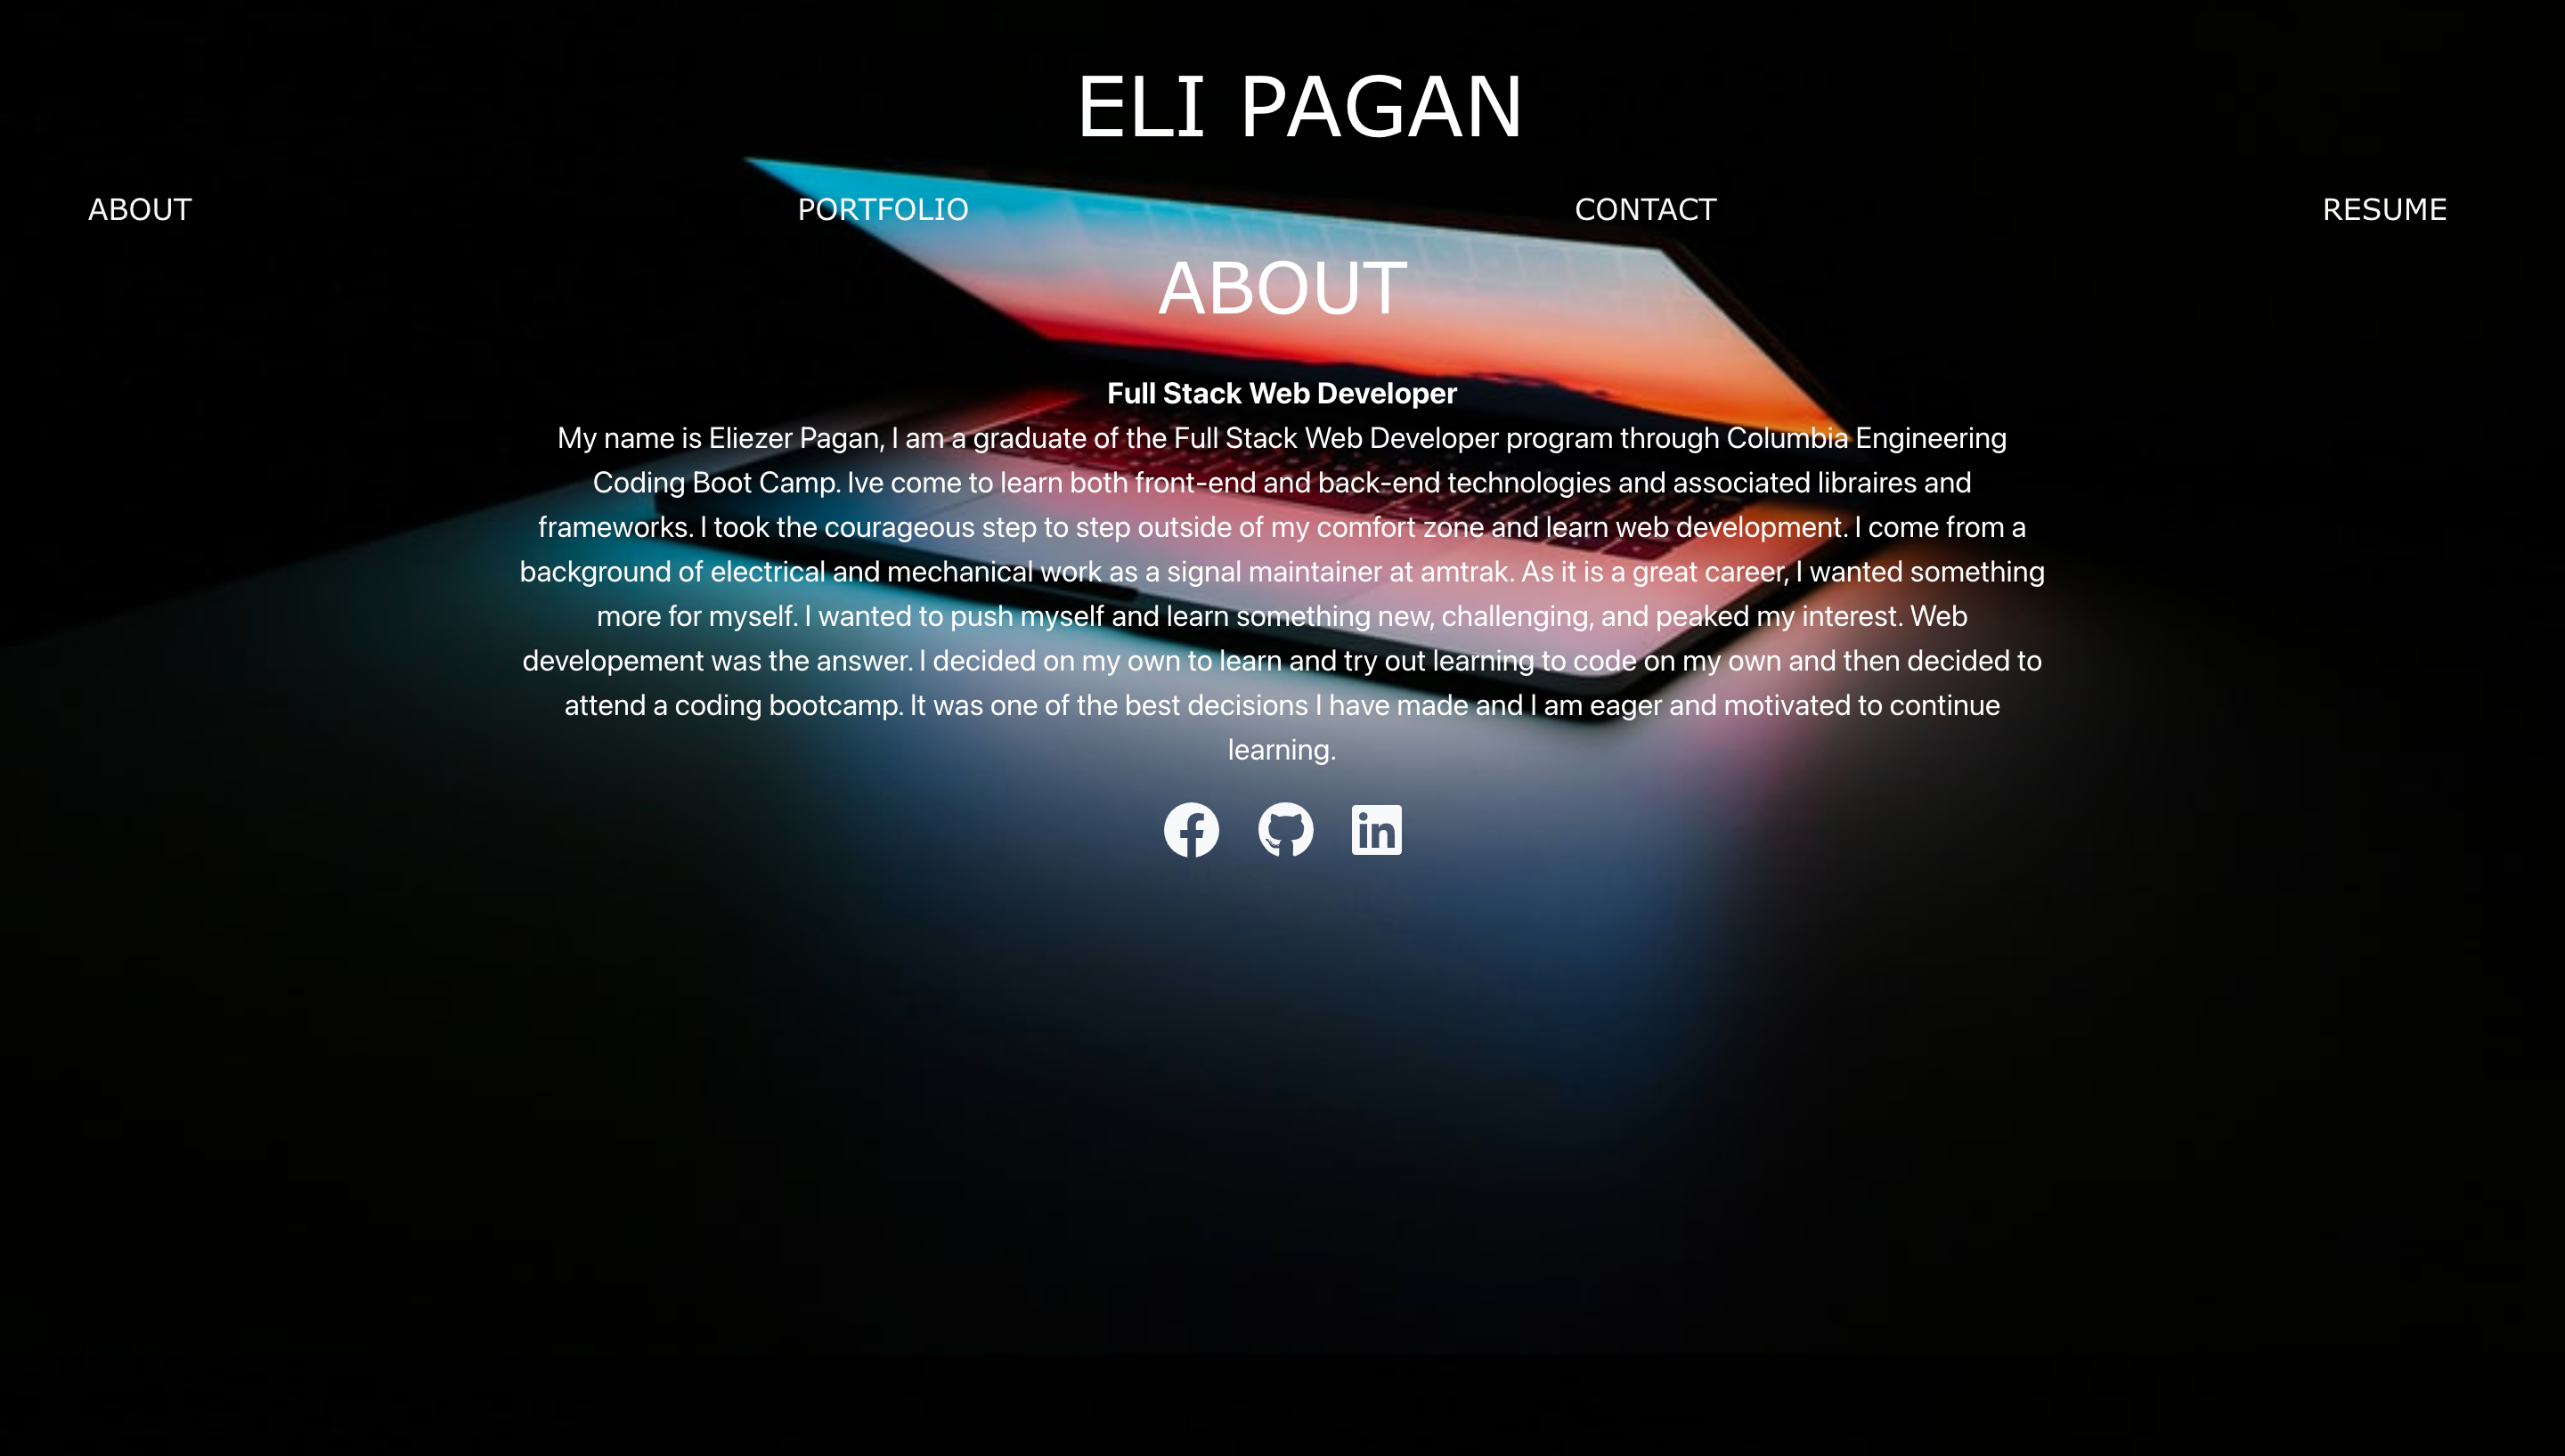 ELI PAGAN
ABOUT PORTFOLIO CONTACT RESUME
ABOUT
Full Stack Web Developer
My name is Eliezer Pagan, I am a graduate of the Full Stack Web Developer program through Columbia Engineering
Coding Boot Camp. Ive come to learn both front-end and back-end technologies and associated libraires and
frameworks. I took the courageous step to step outside of my comfort zone and learn web development. I come from a
background of electrical and mechanical work as a signal maintainer at amtrak. As it is a great career, I wanted something
more for myself. I wanted to push myself and learn something new, challenging, and peaked my interest. Web
developement was the answer. I decided on my own to learn and try out learning to code on my own and then decided to
attend a coding bootcamp. It was one of the best decisions I have made and I am eager and motivated to continue
learning.